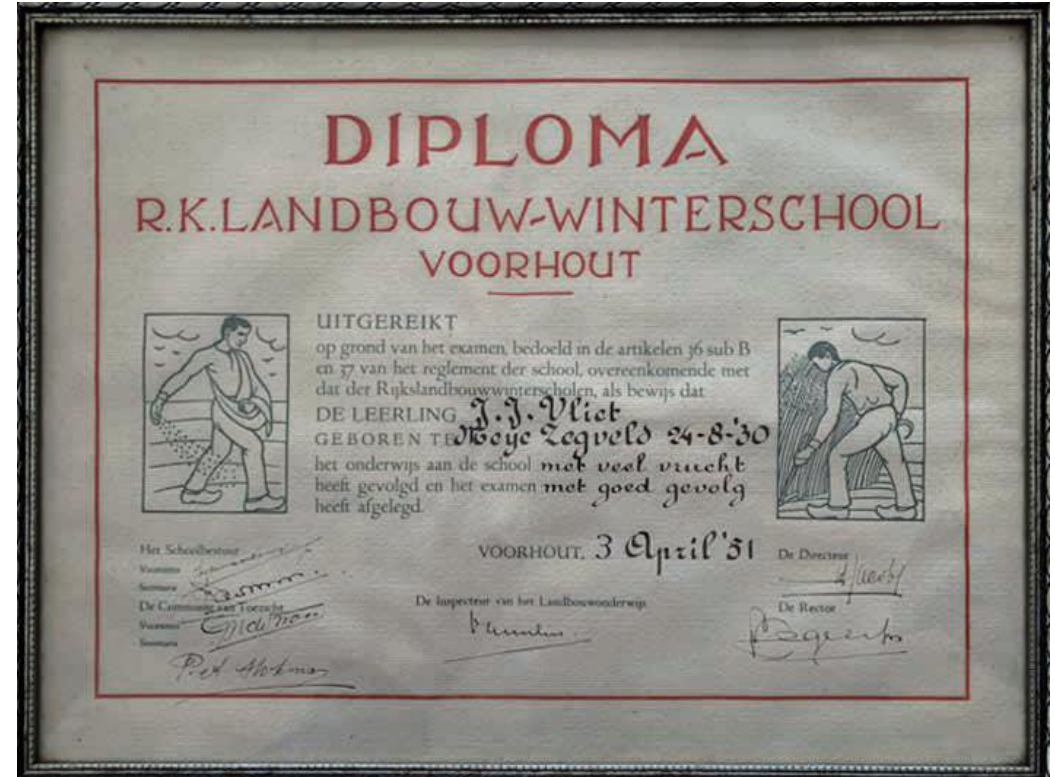 DIPLOMA
R.K.LANDBOUW-WINTERSCHOOL
VOORHOUT
UITGEREIKT
op grond van het examen, bedoeld in de artikelen 36 sub B
en 37 van het reglement der school, overeenkomende met
dat der Rijkslandbouwwinterscholen, als bewijs dat
DE LEERLING J.J. Vliet
GEBOREN TE Meije Zegveld 24-8-'30
het onderwijs aan de school met veel vrucht
heeft gevolgd en het examen met goed gevolg
heeft afgelegd.
VOORHOUT, 3 April '51
Het Schoolbestuur
Voorzitter
Secretaris
De Commissie van Toezicht
Voorzitter
Secretaris
Piet
De Inspecteur van het Landbouwonderwijs
De Directeur
De Rector